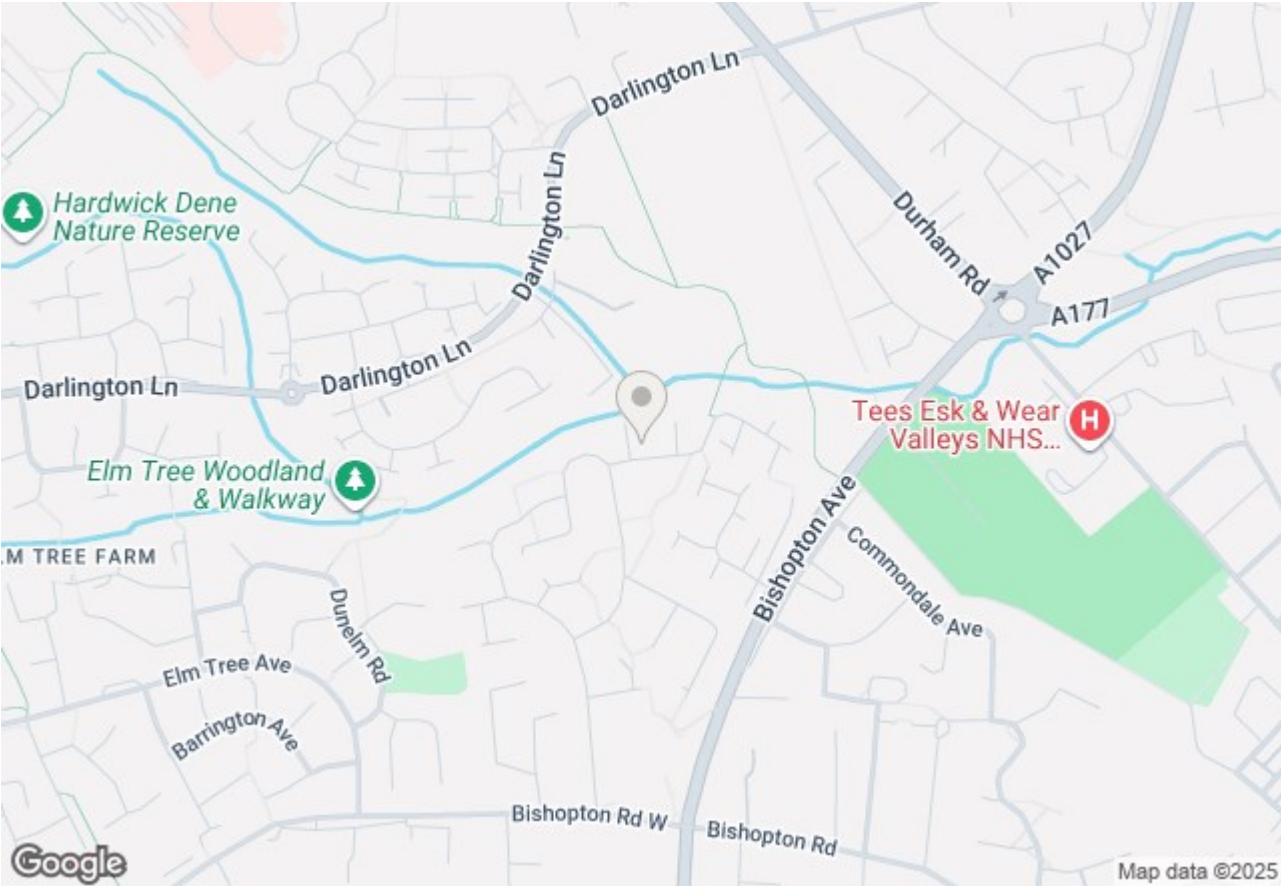 Darlington Ln
Hardwick Dene
Nature Reserve
Darlington Ln
Durham Rd
A1027
A177
Darlington Ln
Darlington Ln
Tees Esk & Wear
Valleys NHS...
H
Elm Tree Woodland
& Walkway
LM TREE FARM
Bishopton Ave
Commondale Ave
Dunelm Rd
Elm Tree Ave
Barrington Ave
Bishopton Rd W
Bishopton Rd
Google
Map data ©2025